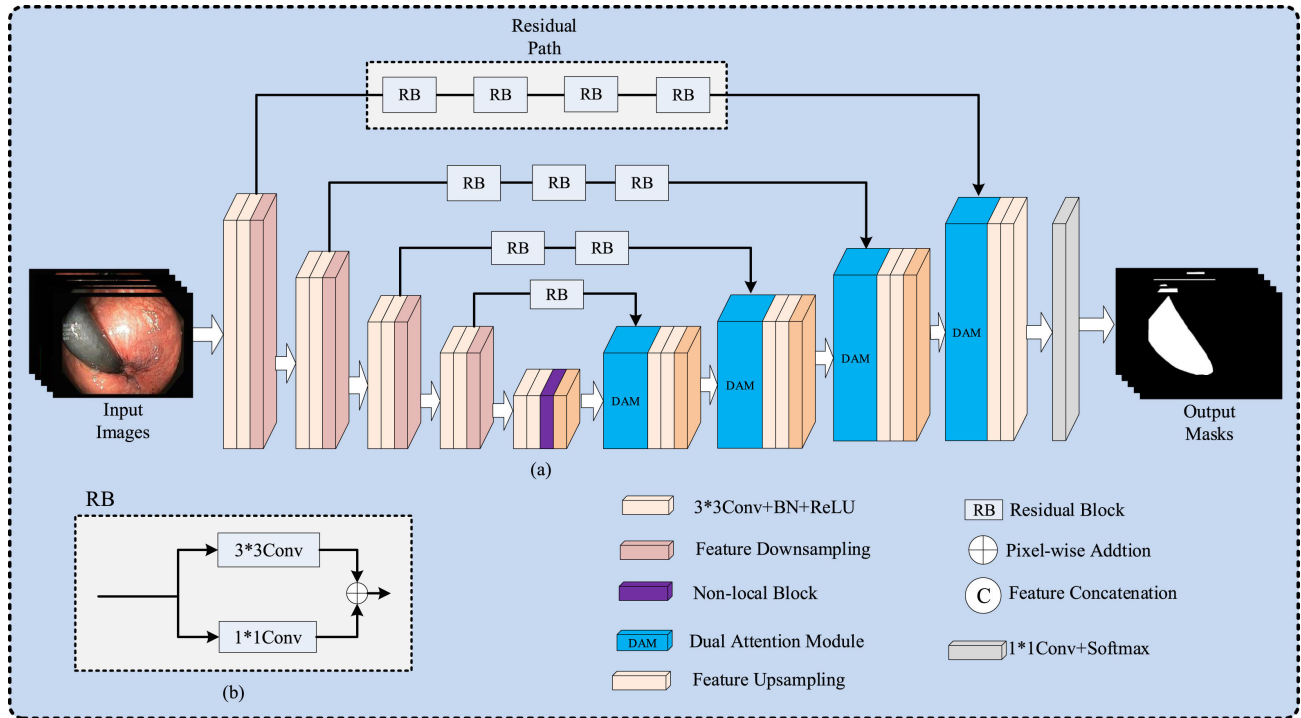 Residual
Path
RB RB RB RB
RB RB RB
RB RB
RB
DAM
DAM
DAM
DAM
Input
Images
Output
Masks
(a)
RB
3*3Conv
1*1Conv
(b)
3*3Conv+BN+ReLU
Feature Downsampling
Non-local Block
DAM Dual Attention Module
Feature Upsampling
RB Residual Block
Pixel-wise Addtion
C Feature Concatenation
1*1Conv+Softmax